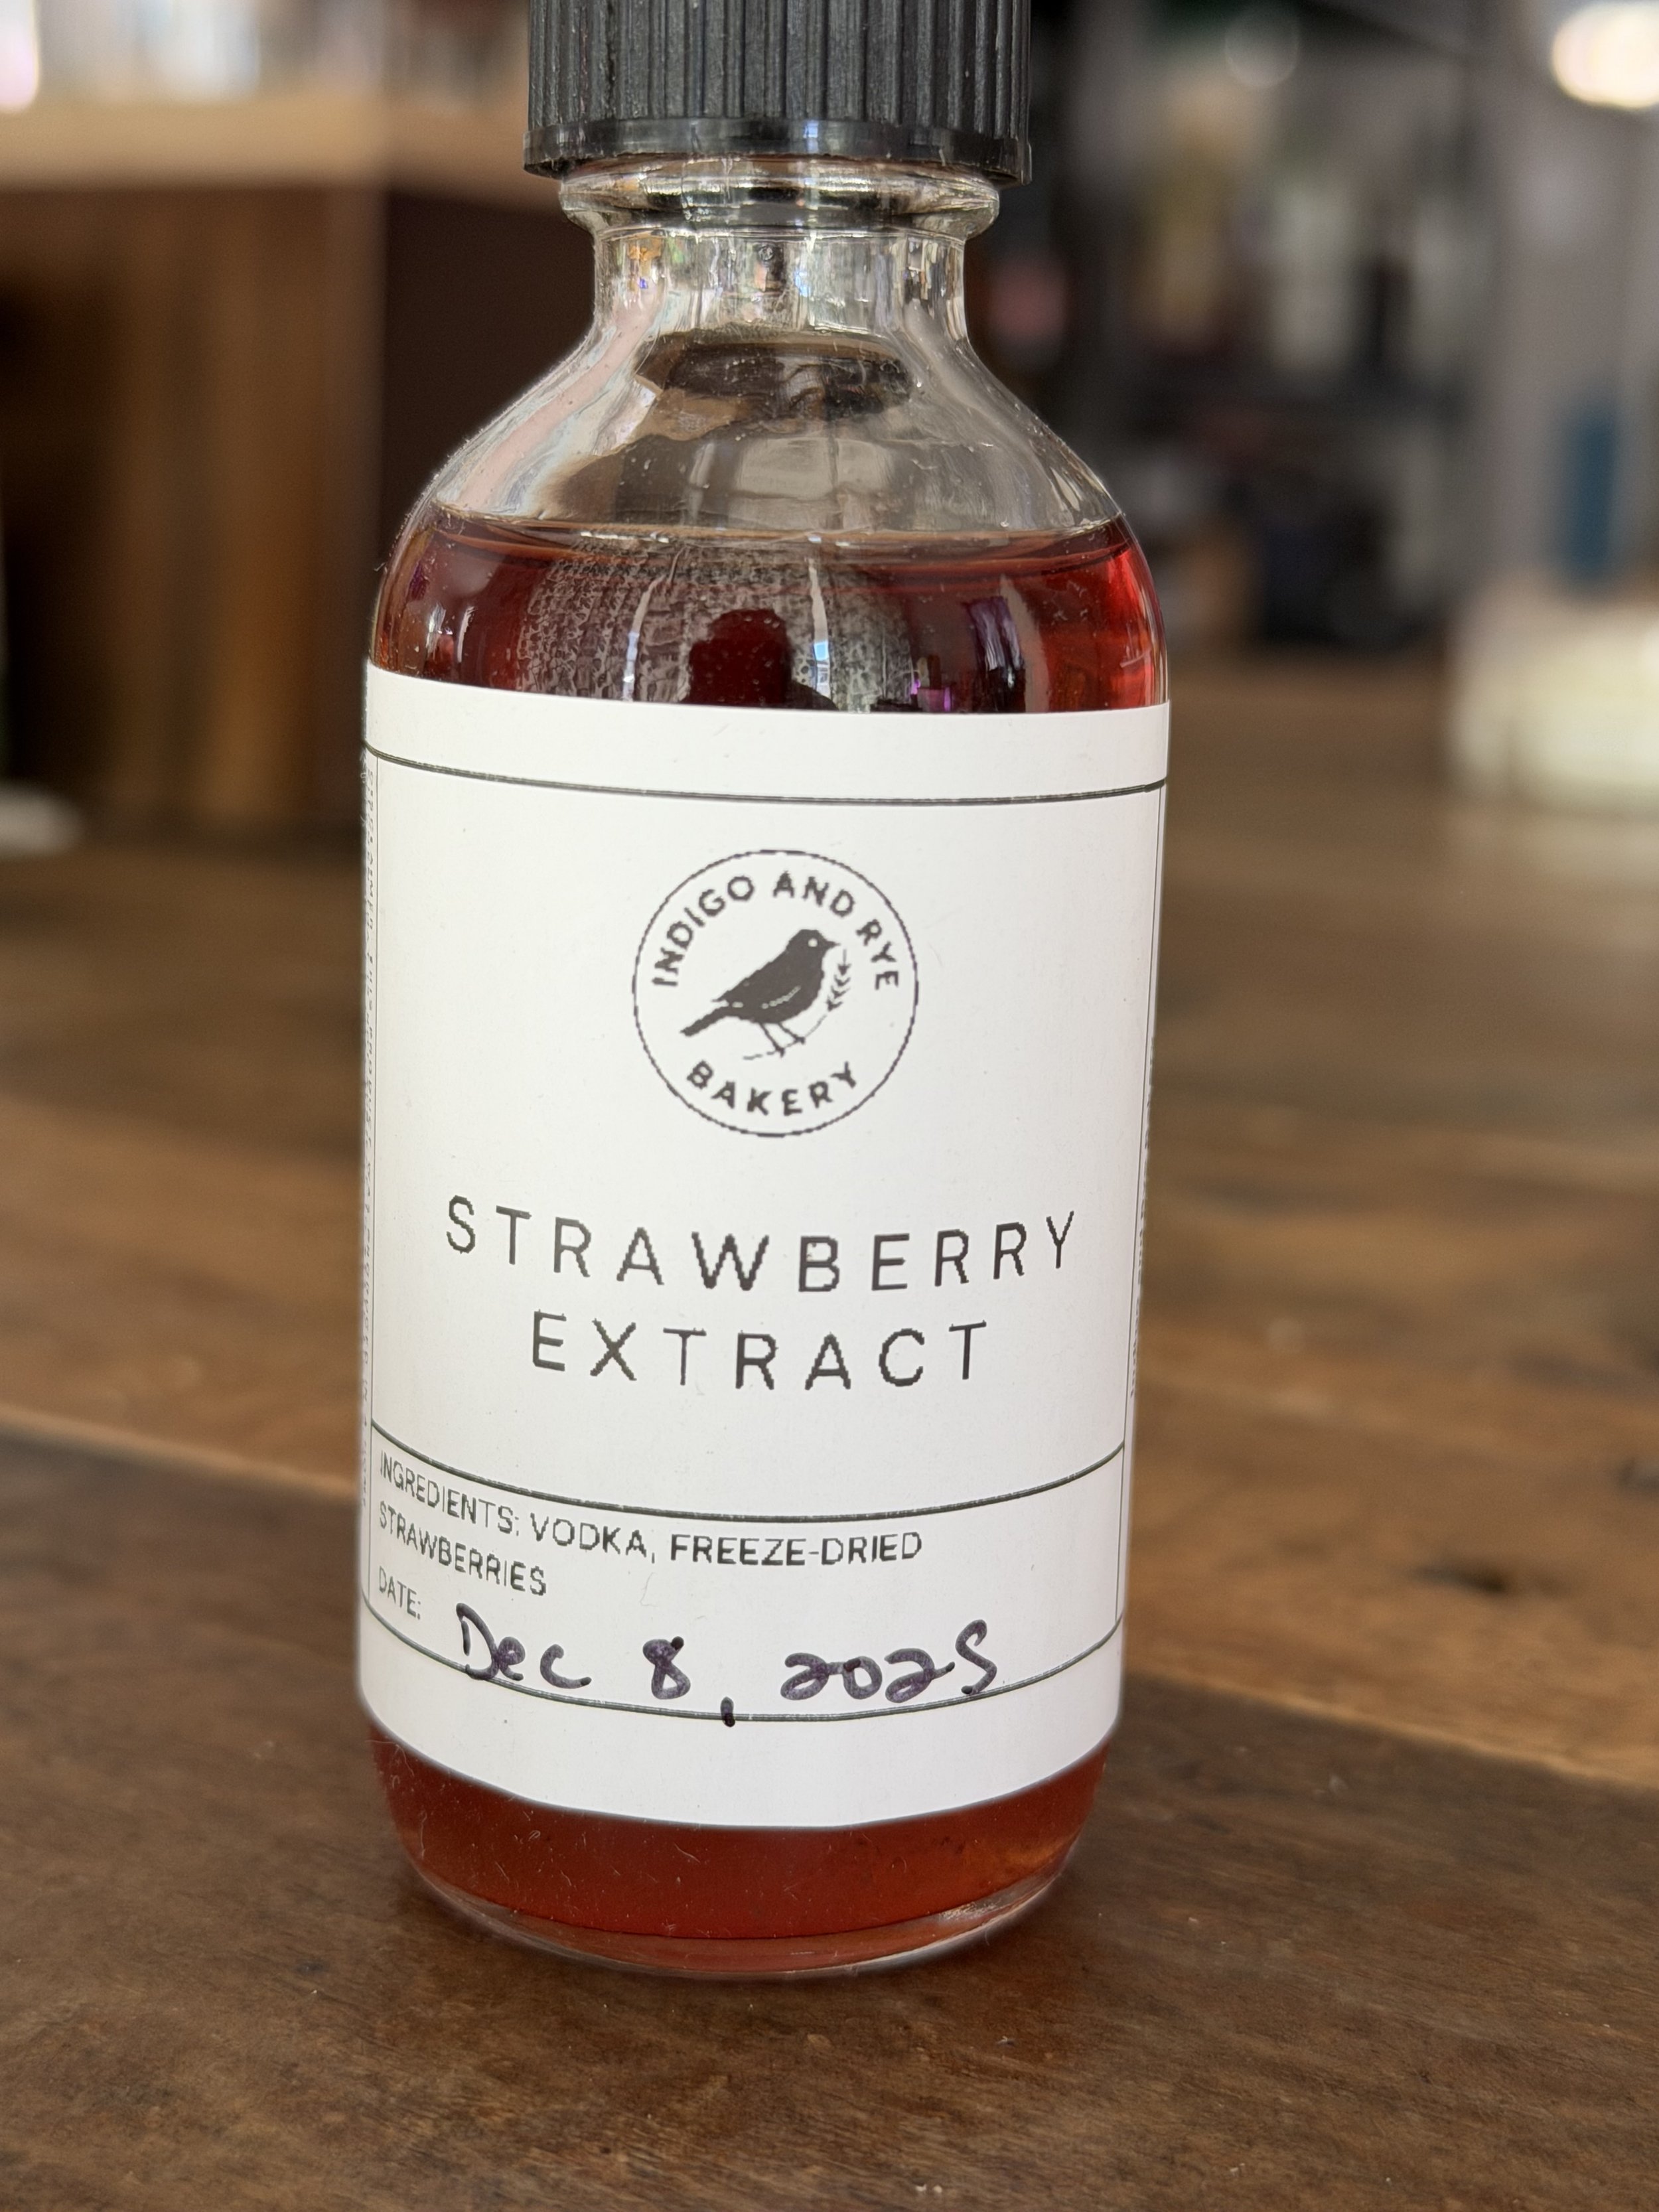 INDIGO AND RYE
BAKERY
STRAWBERRY
EXTRACT
INGREDIENTS: VODKA, FREEZE-DRIED
STRAWBERRIES
DATE: Dec 8, 2025